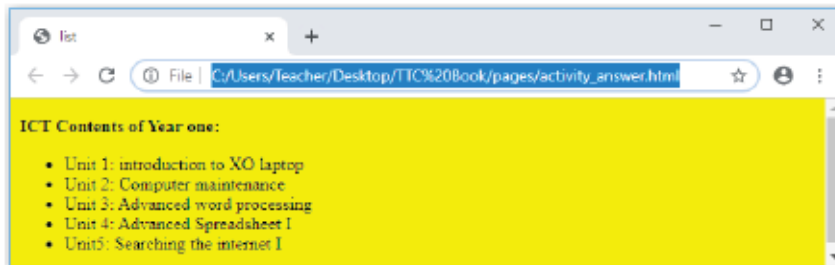 list
File | C:/Users/Teacher/Desktop/TTC%20Book/pages/activity_answer.html
ICT Contents of Year one:
• Unit 1: introduction to XO laptop
• Unit 2: Computer maintenance
• Unit 3: Advanced word processing
• Unit 4: Advanced Spreadsheet I
• Unit5: Searching the internet I